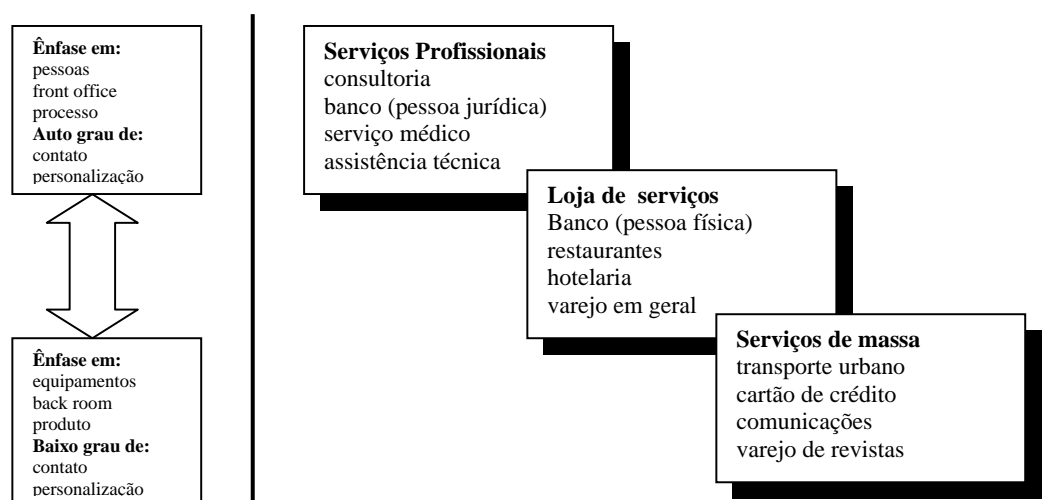 Ênfase em:
pessoas
front office
processo
Auto grau de:
contato
personalização
Serviços Profissionais
consultoria
banco (pessoa jurídica)
serviço médico
assistência técnica
Loja de serviços
Banco (pessoa física)
restaurantes
hotelaria
varejo em geral
Ênfase em:
equipamentos
back room
produto
Baixo grau de:
contato
personalização
Serviços de massa
transporte urbano
cartão de crédito
comunicações
varejo de revistas